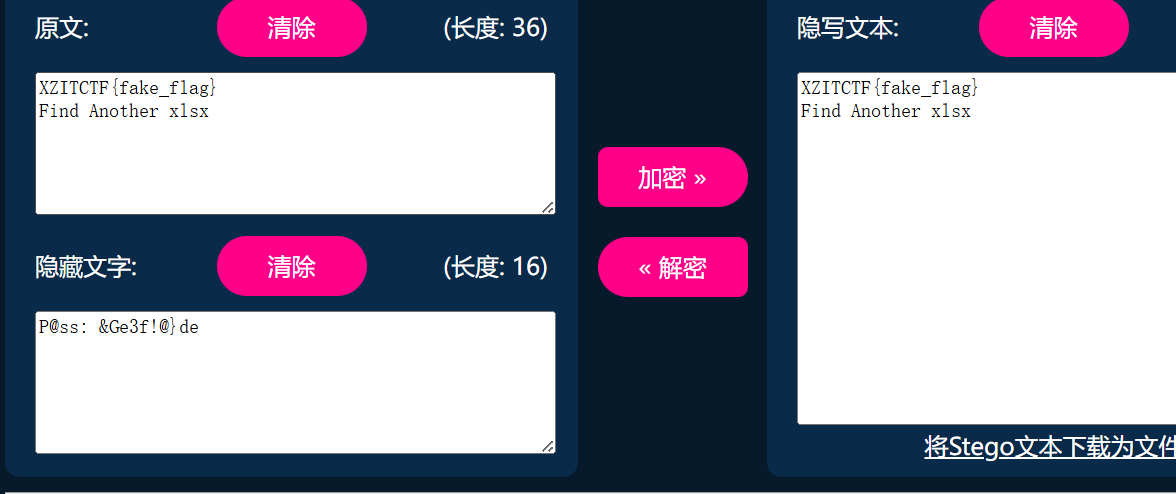 原文: 清除 (长度: 36)
XZITCTF{fake_flag}
Find Another xlsx
隐藏文字: 清除 (长度: 16)
P@ss: &Ge3f!@}de
加密 »
« 解密
隐写文本: 清除
XZITCTF{fake_flag}
Find Another xlsx
将Stego文本下载为文件